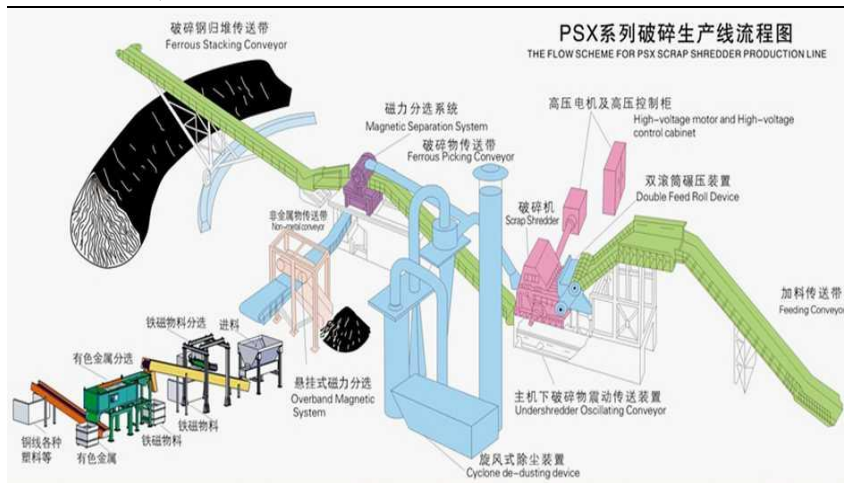 PSX系列破碎生产线流程图
THE FLOW SCHEME FOR PSX SCRAP SHREDDER PRODUCTION LINE
破碎钢归堆传送带
Ferrous Stacking Conveyor
磁力分选系统
Magnetic Separation System
破碎物传送带
Ferrous Picking Conveyor
高压电机及高压控制柜
High-voltage motor and High-voltage
control cabinet
双滚筒碾压装置
Double Feed Roll Device
破碎机
Scrap Shredder
非金属物传送带
Non-metal conveyor
加料传送带
Feeding Conveyor
铁磁物料分选
进料
有色金属分选
悬挂式磁力分选
Overband Magnetic
System
主机下破碎物震动传送装置
Undershredder Oscillating Conveyor
铜线各种
塑料等
有色金属
铁磁物料
铁磁物料
旋风式除尘装置
Cyclone de-dusting device